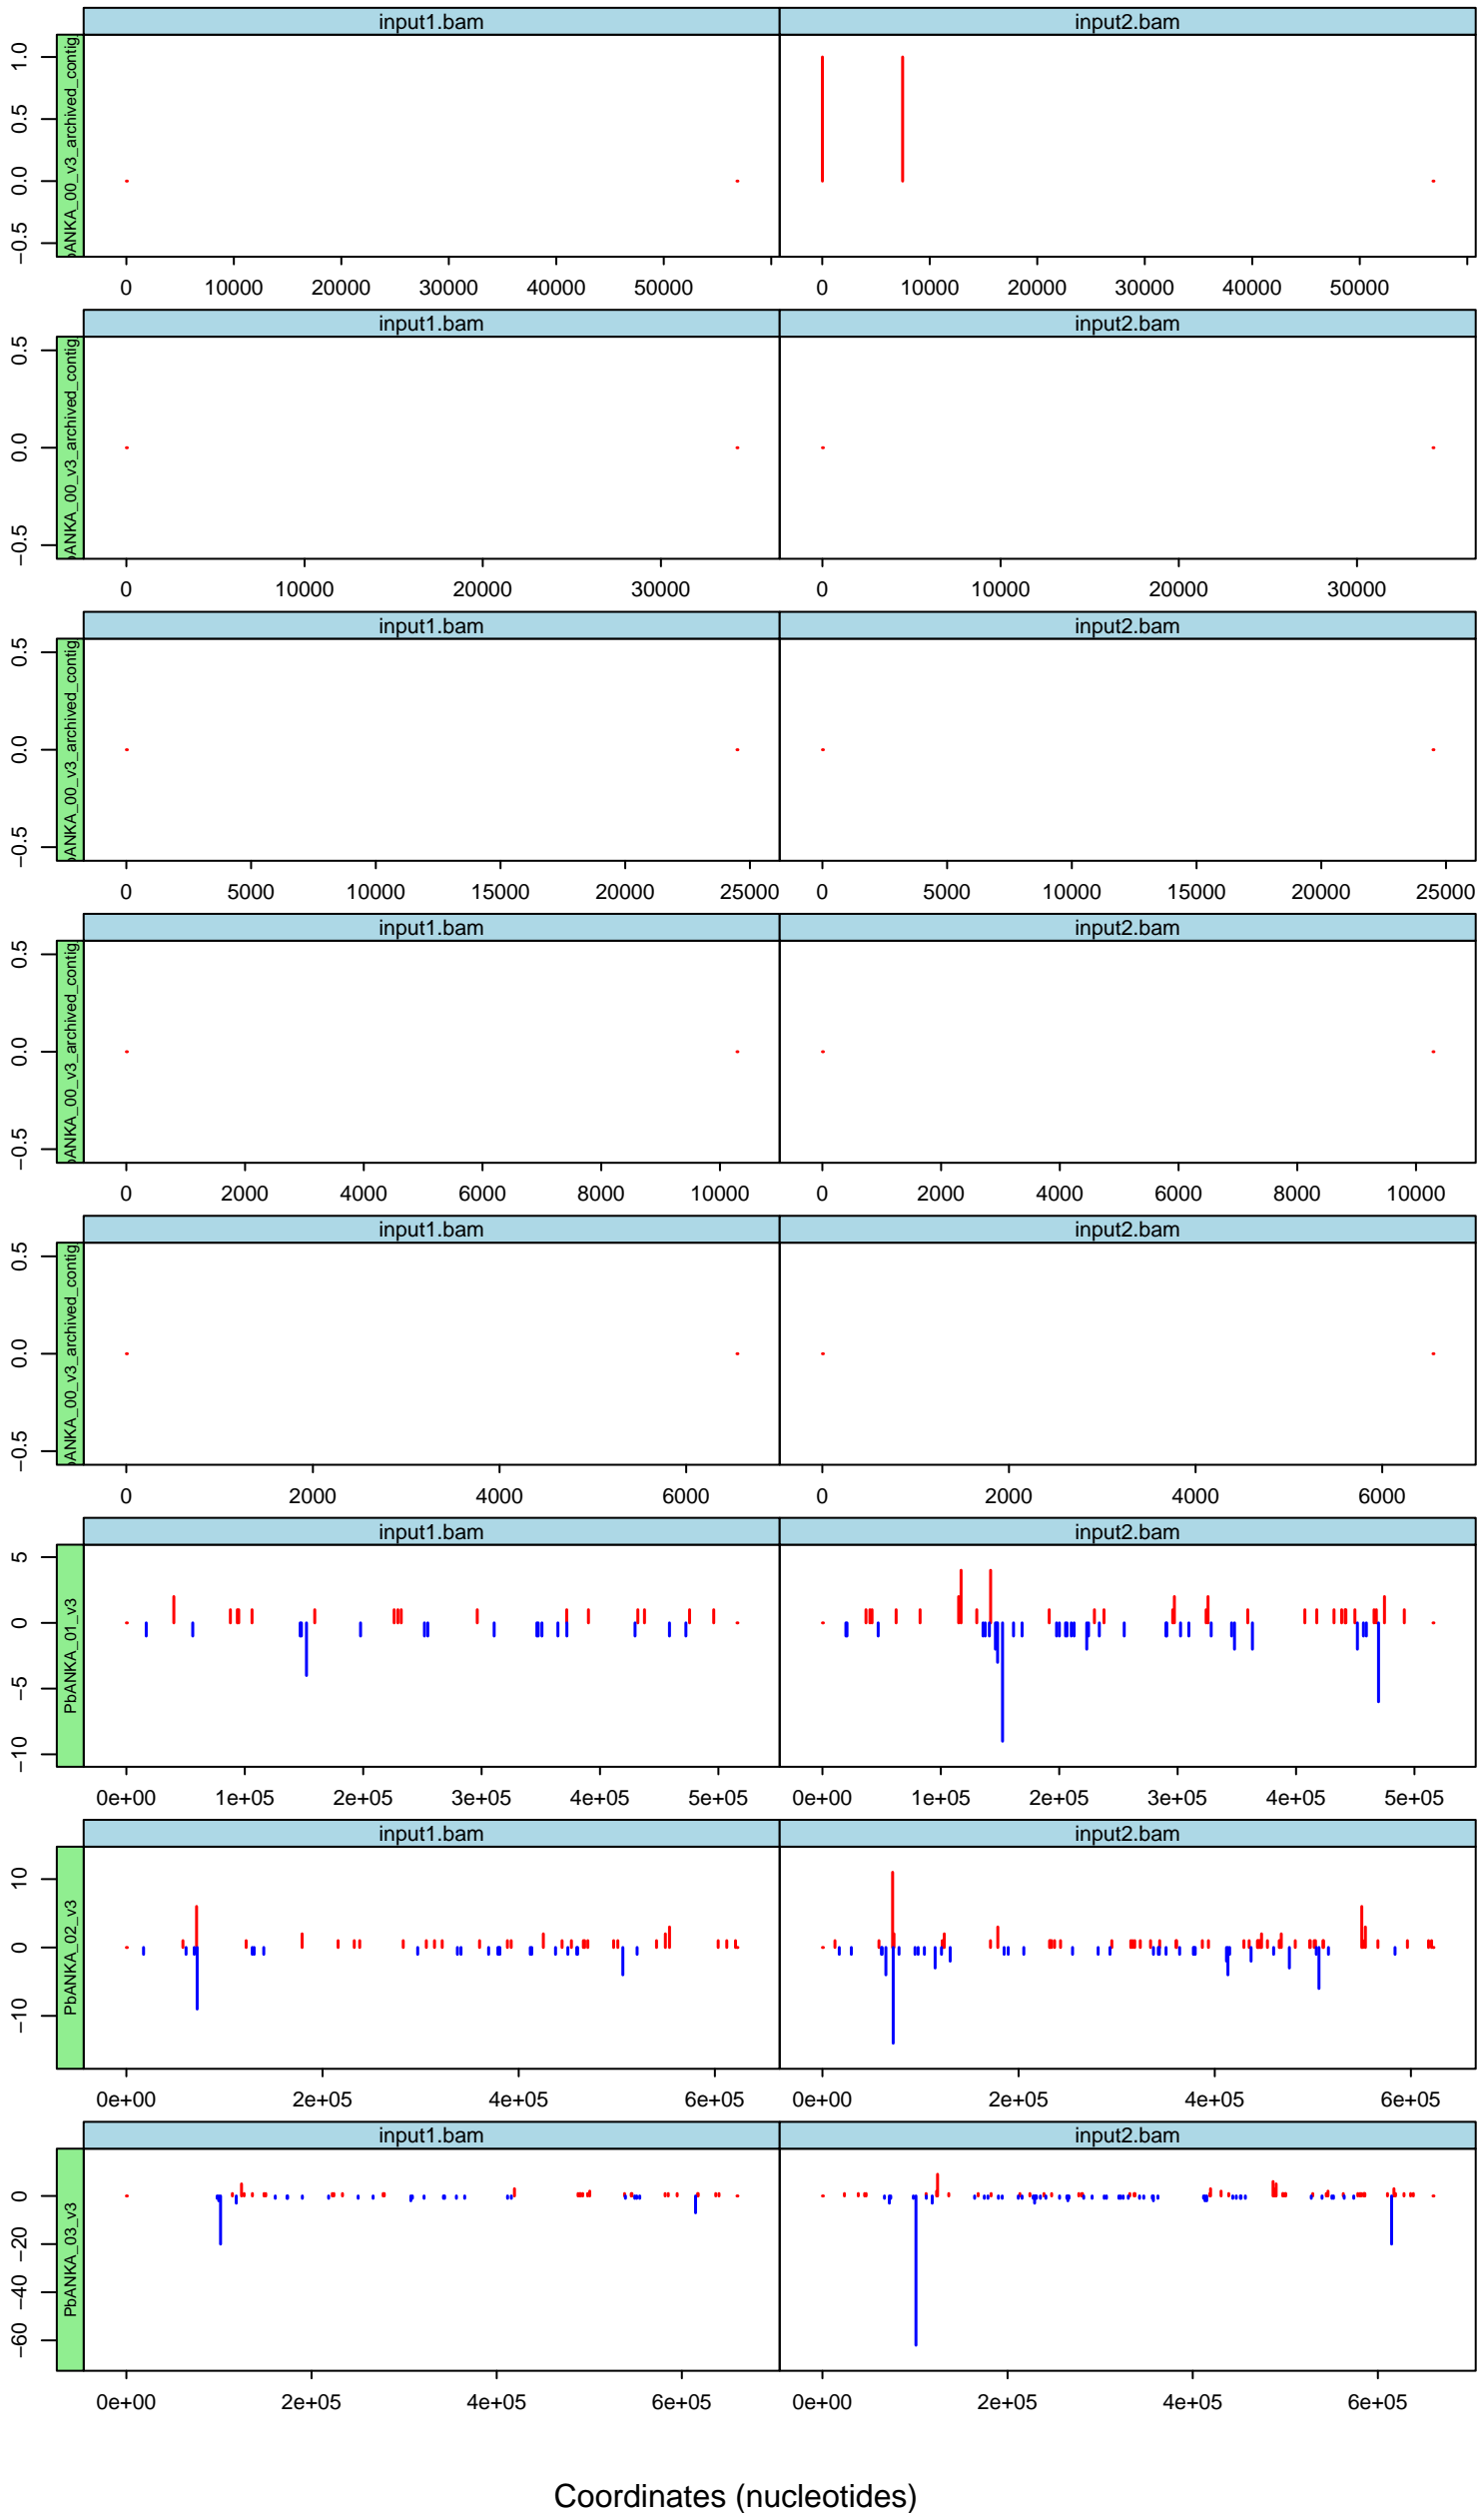 input1.bam input2.bam
−0.5 0.0 0.5 1.0
ANKA_00_v3_archived_contig
0 10000 20000 30000 40000 50000 0 10000 20000 30000 40000 50000
input1.bam input2.bam
−0.5 0.0 0.5
ANKA_00_v3_archived_contig
0 10000 20000 30000 0 10000 20000 30000
input1.bam input2.bam
−0.5 0.0 0.5
ANKA_00_v3_archived_contig
0 5000 10000 15000 20000 25000 0 5000 10000 15000 20000 25000
input1.bam input2.bam
−0.5 0.0 0.5
ANKA_00_v3_archived_contig
0 2000 4000 6000 8000 10000 0 2000 4000 6000 8000 10000
input1.bam input2.bam
−0.5 0.0 0.5
ANKA_00_v3_archived_contig
0 2000 4000 6000 0 2000 4000 6000
input1.bam input2.bam
−10 −5 0 5
PbANKA_01_v3
0e+00 1e+05 2e+05 3e+05 4e+05 5e+05 0e+00 1e+05 2e+05 3e+05 4e+05 5e+05
input1.bam input2.bam
−10 0 10
PbANKA_02_v3
0e+00 2e+05 4e+05 6e+05 0e+00 2e+05 4e+05 6e+05
input1.bam input2.bam
−60 −40 −20 0
PbANKA_03_v3
0e+00 2e+05 4e+05 6e+05 0e+00 2e+05 4e+05 6e+05
Coordinates (nucleotides)